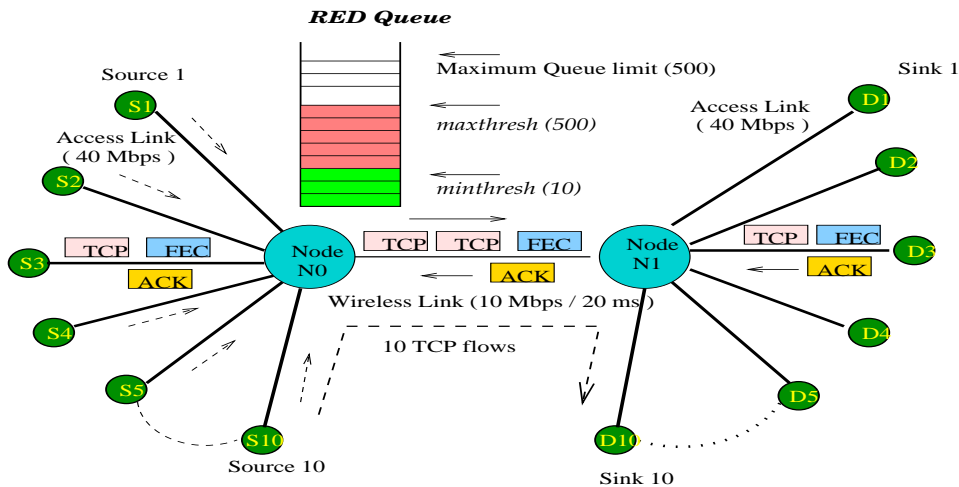 RED Queue
Maximum Queue limit (500)
maxthresh (500)
minthresh (10)
Source 1
S1
Access Link
( 40 Mbps )
S2
S3
TCP
FEC
ACK
S4
S5
S10
Source 10
Node
N0
TCP
TCP
FEC
ACK
Wireless Link (10 Mbps / 20 ms )
10 TCP flows
Node
N1
Sink 1
D1
Access Link
( 40 Mbps )
D2
TCP
FEC
D3
ACK
D4
D5
D10
Sink 10